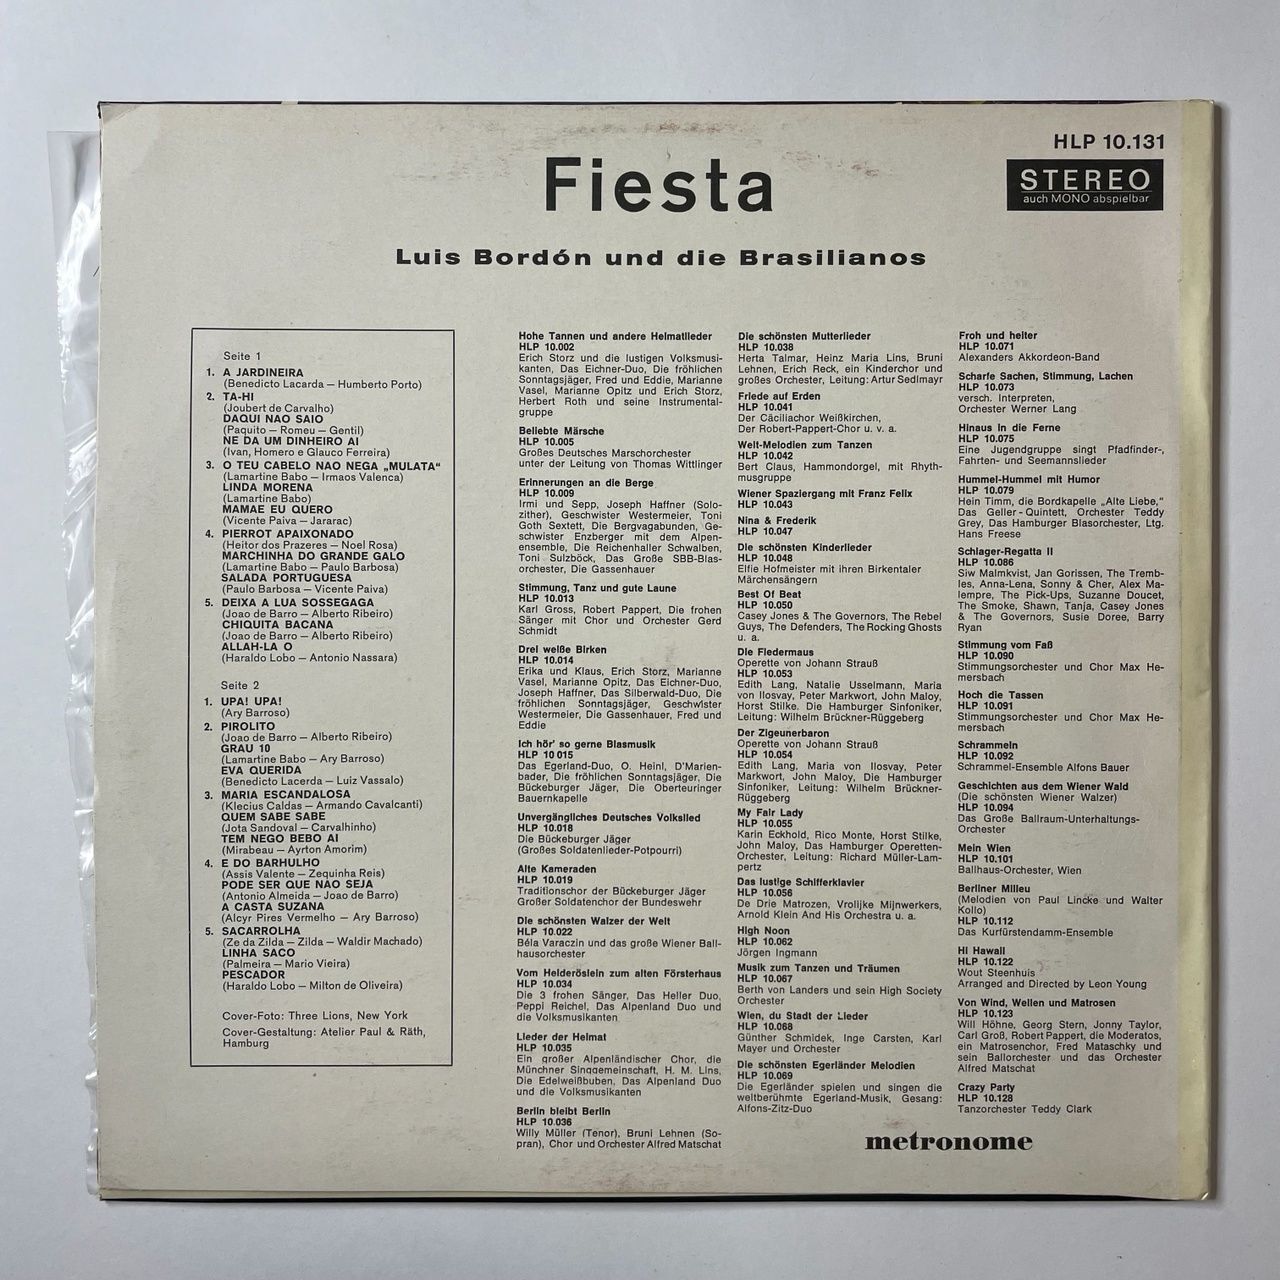 HLP 10.131
STEREO
auch MONO abspielbar
Fiesta
Luis Bordón und die Brasilianos
Seite 1
1. A JARDINEIRA
(Benedicto Lacarda — Humberto Porto)
2. TA-HI
(Joubert de Carvalho)
DAQUI NAO SAIO
(Paquito — Romeu — Gentil)
NE DA UM DINHEIRO AI
(Ivan, Homero e Glauco Ferreira)
3. O TEU CABELO NAO NEGA „MULATA“
(Lamartine Babo — Irmaos Valenca)
LINDA MORENA
(Lamartine Babo)
MAMAE EU QUERO
(Vicente Paiva — Jararac)
4. PIERROT APAIXONADO
(Heitor dos Prazeres — Noel Rosa)
MARCHINHA DO GRANDE GALO
(Lamartine Babo — Paulo Barbosa)
SALADA PORTUGUESA
(Paulo Barbosa — Vicente Paiva)
5. DEIXA A LUA SOSSEGAGA
(Joao de Barro — Alberto Ribeiro)
CHIQUITA BACANA
(Joao de Barro — Alberto Ribeiro)
ALLAH-LA O
(Haraldo Lobo — Antonio Nassara)
Seite 2
1. UPA! UPA!
(Ary Barroso)
2. PIROLITO
(Joao de Barro — Alberto Ribeiro)
GRAU 10
(Lamartine Babo — Ary Barroso)
EVA QUERIDA
(Benedicto Lacerda — Luiz Vassalo)
3. MARIA ESCANDALOSA
(Klecius Caldas — Armando Cavalcanti)
QUEM SABE SABE
(Jota Sandoval — Carvalhinho)
TEM NEGO BEBO AI
(Mirabeau — Ayrton Amorim)
4. E DO BARHULHO
(Assis Valente — Zequinha Reis)
PODE SER QUE NAO SEJA
(Antonio Almeida — Joao de Barro)
A CASTA SUZANA
(Alcyr Pires Vermelho — Ary Barroso)
5. SACARROLHA
(Ze da Zilda — Zilda — Waldir Machado)
LINHA SACO
(Palmeira — Mario Vieira)
PESCADOR
(Haraldo Lobo — Milton de Oliveira)
Cover-Foto: Three Lions, New York
Cover-Gestaltung: Atelier Paul & Räth,
Hamburg
Hohe Tannen und andere Heimatlieder
HLP 10.002
Erich Storz und die lustigen Volksmusi-
kanten, Das Eichner-Duo, Die fröhlichen
Sonntagsjäger, Fred und Eddie, Marianne
Vasel, Marianne Opitz und Erich Storz,
Herbert Roth und seine Instrumental-
gruppe
Beliebte Märsche
HLP 10.005
Großes Deutsches Marschorchester
unter der Leitung von Thomas Wittlinger
Erinnerungen an die Berge
HLP 10.009
Irmi und Sepp, Joseph Haffner (Solo-
zither), Geschwister Westermeier, Toni
Goth Sextett, Die Bergvagabunden, Ge-
schwister Enzberger mit dem Alpen-
ensemble, Die Reichenhaller Schwalben,
Toni Sulzböck, Das Große SBB-Blas-
orchester, Die Gassenhauer
Stimmung, Tanz und gute Laune
HLP 10.013
Karl Gross, Robert Pappert, Die frohen
Sänger mit Chor und Orchester Gerd
Schmidt
Drei weiße Birken
HLP 10.014
Erika und Klaus, Erich Storz, Marianne
Vasel, Marianne Opitz, Das Eichner-Duo,
Joseph Haffner, Das Silberwald-Duo, Die
fröhlichen Sonntagsjäger, Geschwister
Westermeier, Die Gassenhauer, Fred und
Eddie
Ich hör' so gerne Blasmusik
HLP 10 015
Das Egerland-Duo, O. Heinl, D'Marien-
bader, Die fröhlichen Sonntagsjäger, Die
Bückeburger Jäger, Die Oberteuringer
Bauernkapelle
Unvergängliches Deutsches Volkslied
HLP 10.018
Die Bückeburger Jäger
(Großes Soldatenlieder-Potpourri)
Alte Kameraden
HLP 10.019
Traditionschor der Bückeburger Jäger
Großer Soldatenchor der Bundeswehr
Die schönsten Walzer der Welt
HLP 10.022
Béla Varaczin und das große Wiener Ball-
hausorchester
Vom Helderöslein zum alten Försterhaus
HLP 10.034
Die 3 frohen Sänger, Das Heller Duo,
Peppi Reichel, Das Alpenland Duo und
die Volksmusikanten
Lieder der Heimat
HLP 10.035
Ein großer Alpenländischer Chor, die
Münchner Singgemeinschaft, H. M. Lins,
Die Edelweißbuben, Das Alpenland Duo
und die Volksmusikanten
Berlin bleibt Berlin
HLP 10.036
Willy Müller (Tenor), Bruni Lehnen (So-
pran), Chor und Orchester Alfred Matschat
Die schönsten Mutterlieder
HLP 10.038
Herta Talmar, Heinz Maria Lins, Bruni
Lehnen, Erich Reck, ein Kinderchor und
großes Orchester, Leitung: Artur Sedlmayr
Friede auf Erden
HLP 10.041
Der Cäciliachor Weißkirchen,
Der Robert-Pappert-Chor u. v. a.
Welt-Melodien zum Tanzen
HLP 10.042
Bert Claus, Hammondorgel, mit Rhyth-
musgruppe
Wiener Spaziergang mit Franz Felix
HLP 10.043
Nina & Frederik
HLP 10.047
Die schönsten Kinderlieder
HLP 10.048
Elfie Hofmeister mit ihren Birkentaler
Märchensängern
Best Of Beat
HLP 10.050
Casey Jones & The Governors, The Rebel
Guys, The Defenders, The Rocking Ghosts
u. a.
Die Fledermaus
Operette von Johann Strauß
HLP 10.053
Edith Lang, Natalie Usselmann, Maria
von Ilosvay, Peter Markwort, John Maloy,
Horst Stilke. Die Hamburger Sinfoniker,
Leitung: Wilhelm Brückner-Rüggeberg
Der Zigeunerbaron
Operette von Johann Strauß
HLP 10.054
Edith Lang, Maria von Ilosvay, Peter
Markwort, John Maloy, Die Hamburger
Sinfoniker, Leitung: Wilhelm Brückner-
Rüggeberg
My Fair Lady
HLP 10.055
Karin Eckhold, Rico Monte, Horst Stilke,
John Maloy, Das Hamburger Operetten-
Orchester, Leitung: Richard Müller-Lam-
pertz
Das lustige Schifferklavier
HLP 10.056
De Drie Matrozen, Vrolijke Mijnwerkers,
Arnold Klein And His Orchestra u. a.
High Noon
HLP 10.062
Jörgen Ingmann
Musik zum Tanzen und Träumen
HLP 10.067
Berth von Landers und sein High Society
Orchester
Wien, du Stadt der Lieder
HLP 10.068
Günther Schmidek, Inge Carsten, Karl
Mayer und Orchester
Die schönsten Egerländer Melodien
HLP 10.069
Die Egerländer spielen und singen die
weltberühmte Egerland-Musik, Gesang:
Alfons-Zitz-Duo
Froh und heiter
HLP 10.071
Alexanders Akkordeon-Band
Scharfe Sachen, Stimmung, Lachen
HLP 10.073
versch. Interpreten,
Orchester Werner Lang
Hinaus in die Ferne
HLP 10.075
Eine Jugendgruppe singt Pfadfinder-,
Fahrten- und Seemannslieder
Hummel-Hummel mit Humor
HLP 10.079
Hein Timm, die Bordkapelle „Alte Liebe,“
Das Geller-Quintett, Orchester Teddy
Grey, Das Hamburger Blasorchester, Ltg.
Hans Freese
Schlager-Regatta II
HLP 10.086
Siw Malmkvist, Jan Gorissen, The Tremb-
les, Anna-Lena, Sonny & Cher, Alex Ma-
lempre, The Pick-Ups, Suzanne Doucet,
The Smoke, Shawn, Tanja, Casey Jones
& The Governors, Susie Doree, Barry
Ryan
Stimmung vom Faß
HLP 10.090
Stimmungsorchester und Chor Max He-
mersbach
Hoch die Tassen
HLP 10.091
Stimmungsorchester und Chor Max He-
mersbach
Schrammeln
HLP 10.092
Schrammel-Ensemble Alfons Bauer
Geschichten aus dem Wiener Wald
(Die schönsten Wiener Walzer)
HLP 10.094
Das Große Ballraum-Unterhaltungs-
Orchester
Mein Wien
HLP 10.101
Ballhaus-Orchester, Wien
Berliner Milieu
(Melodien von Paul Lincke und Walter
Kollo)
HLP 10.112
Das Kurfürstendamm-Ensemble
Hi Hawaii
HLP 10.122
Wout Steenhuis
Arranged and Directed by Leon Young
Von Wind, Wellen und Matrosen
HLP 10.123
Will Höhne, Georg Stern, Jonny Taylor,
Carl Groß, Robert Pappert, die Moderatos,
ein Matrosenchor, Fred Mataschky und
sein Ballorchester und das Orchester
Alfred Matschat
Crazy Party
HLP 10.128
Tanzorchester Teddy Clark
metronome